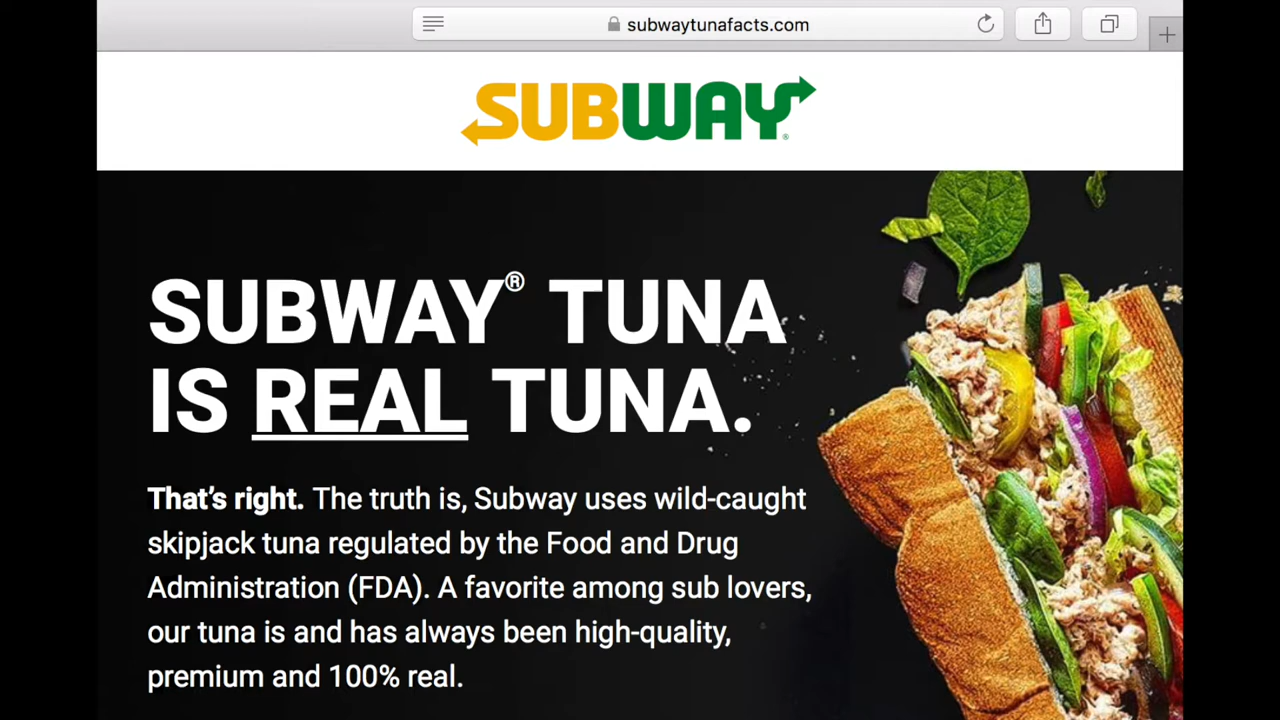 subwaytunafacts.com
SUBWAY®
SUBWAY® TUNA
IS REAL TUNA.
That's right. The truth is, Subway uses wild-caught
skipjack tuna regulated by the Food and Drug
Administration (FDA). A favorite among sub lovers,
our tuna is and has always been high-quality,
premium and 100% real.